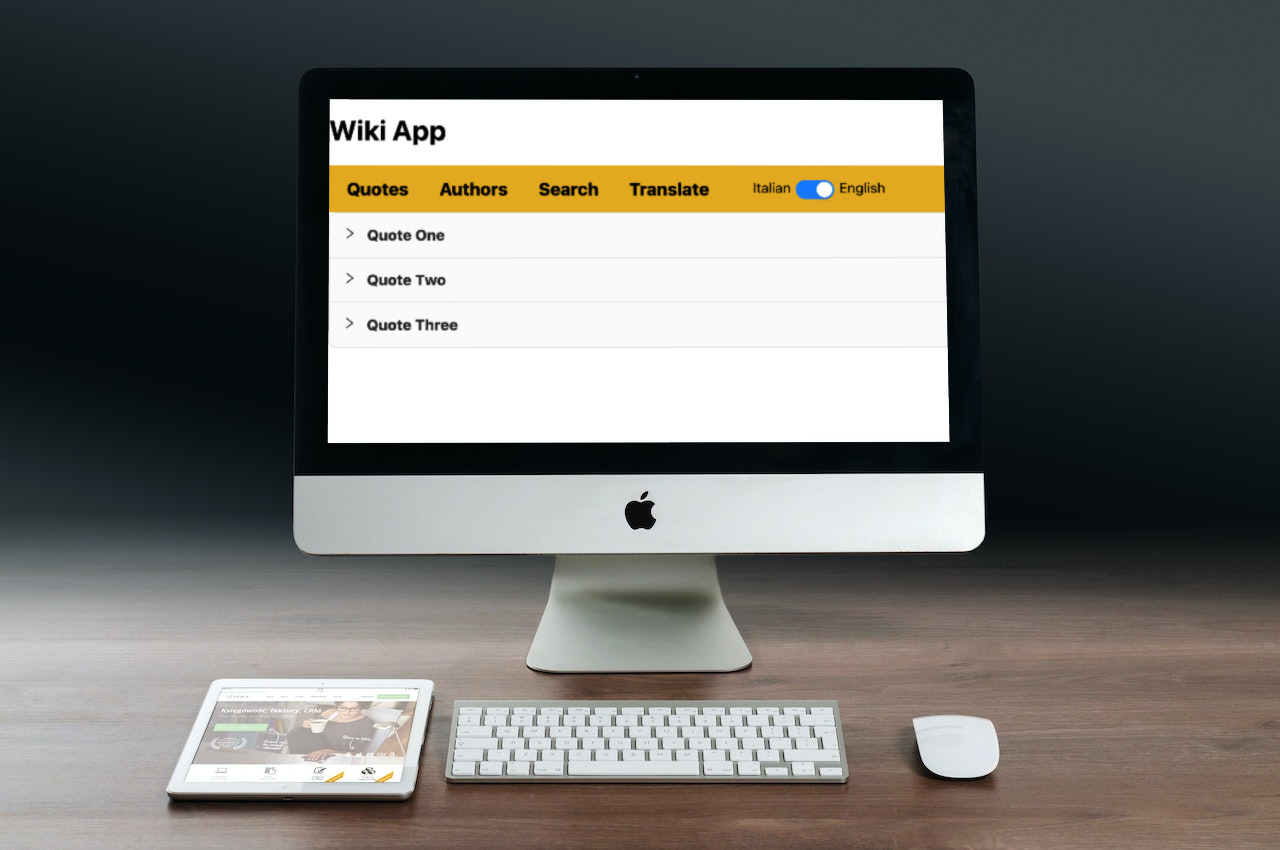 Wiki App
Quotes Authors Search Translate Italian English
Quote One
Quote Two
Quote Three
Księgowość, faktury, CRM